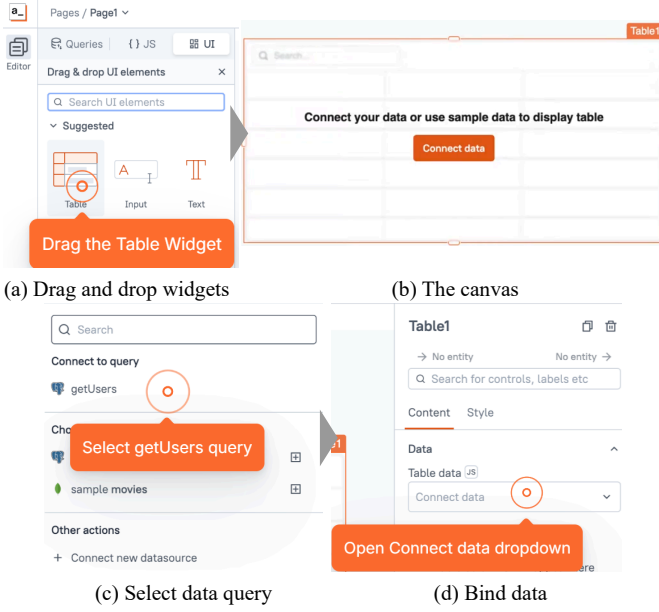 a_
Pages / Page1
Editor
Queries
{ } JS
UI
Drag & drop UI elements
Search UI elements
Suggested
Table
Input
Text
Drag the Table Widget
Table1
Search...
Connect your data or use sample data to display table
Connect data
(a) Drag and drop widgets
(b) The canvas
Search
Connect to query
getUsers
Select getUsers query
sample movies
Other actions
+ Connect new datasource
Table1
→ No entity
No entity →
Search for controls, labels etc
Content
Style
Data
Table data JS
Connect data
Open Connect data dropdown
(c) Select data query
(d) Bind data